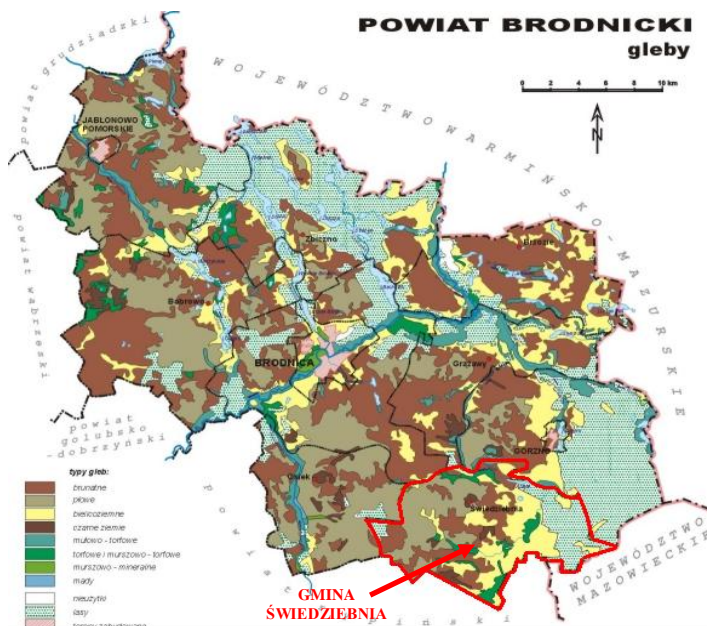 POWIAT BRODNICKI
gleby
0 2 4 6 8 10 km
N
powiat grudziądzki
WOJEWÓDZTWO WARMIŃSKO-MAZURSKIE
JABŁONOWO
POMORSKIE
powiat wąbrzeski
Zbiczno
Brzozie
Bobrowo
BRODNICA
Grążawy
powiat
golubsko
-dobrzyński
GÓRZNO
Osiek
Świedziebnia
WOJEWÓDZTWO
MAZOWIECKIE
GMINA
ŚWIEDZIEBNIA
typy gleb:
brunatne
płowe
bielicoziemne
czarne ziemie
mułowo - torfowe
torfowe i murszowo - torfowe
murszowo - mineralne
mady
nieużytki
lasy